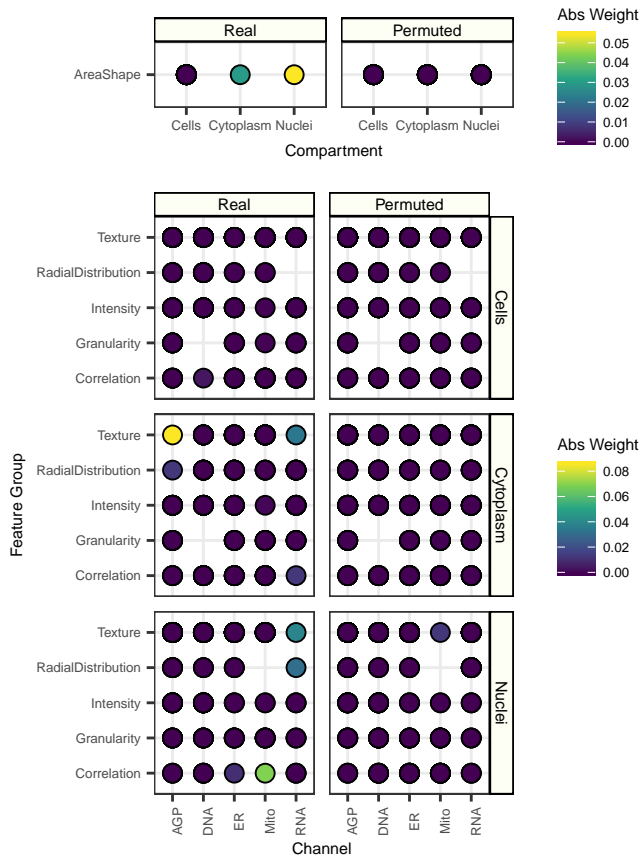 Abs Weight
Real Permuted
0.05
0.04
AreaShape
0.03
0.02
0.01
0.00
Cells Cytoplasm Nuclei Cells Cytoplasm Nuclei
Compartment
Real Permuted
Texture
RadialDistribution
Intensity
Granularity
Correlation
Cells
Texture
RadialDistribution
Intensity
Granularity
Correlation
Cytoplasm
Abs Weight
0.08
0.06
0.04
0.02
0.00
Feature Group
Texture
RadialDistribution
Intensity
Granularity
Correlation
Nuclei
AGP DNA ER Mito RNA AGP DNA ER Mito RNA
Channel